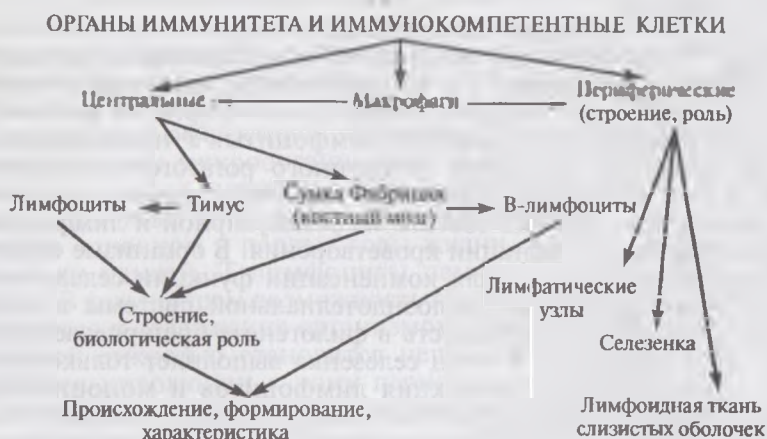 ОРГАНЫ ИММУНИТЕТА И ИММУНОКОМПЕТЕНТНЫЕ КЛЕТКИ
Центральные Макрофаги Периферические
(строение, роль)
Лимфоциты Тимус Сумка Фабриция В-лимфоциты
(костный мозг)
Лимфатические
узлы
Строение,
биологическая роль
Селезенка
Происхождение, формирование,
характеристика
Лимфоидная ткань
слизистых оболочек